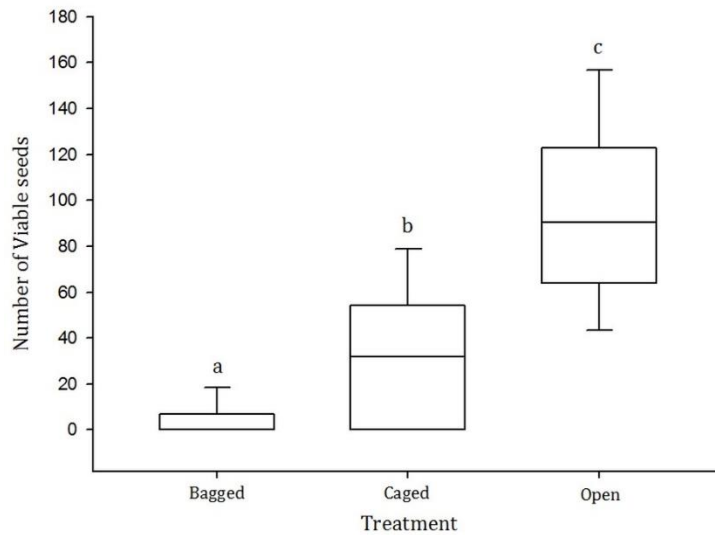 180
160
140
120
100
80
60
40
20
0
Number of Viable seeds
a
b
c
Bagged
Caged
Open
Treatment